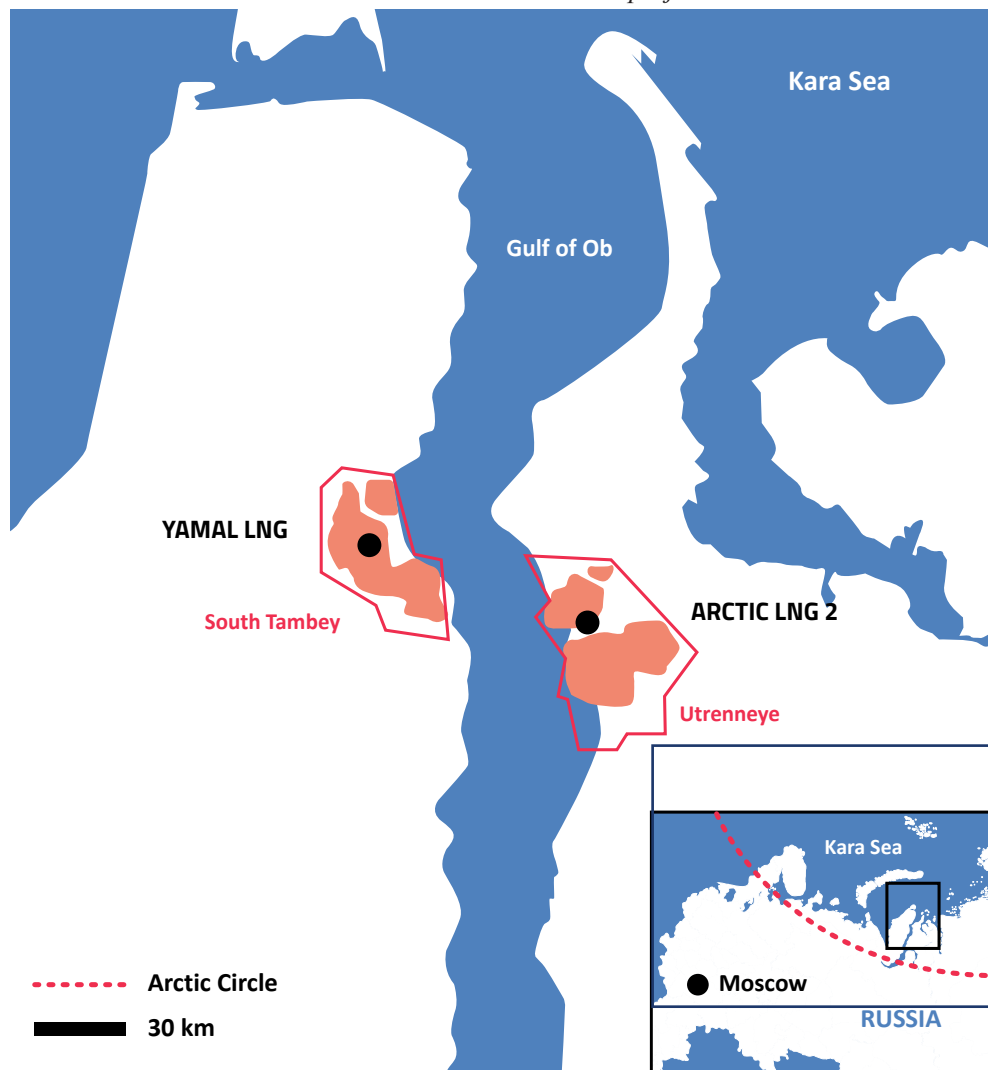 Kara Sea
Gulf of Ob
YAMAL LNG
South Tambey
ARCTIC LNG 2
Utrenneye
Kara Sea
Moscow
RUSSIA
Arctic Circle
30 km